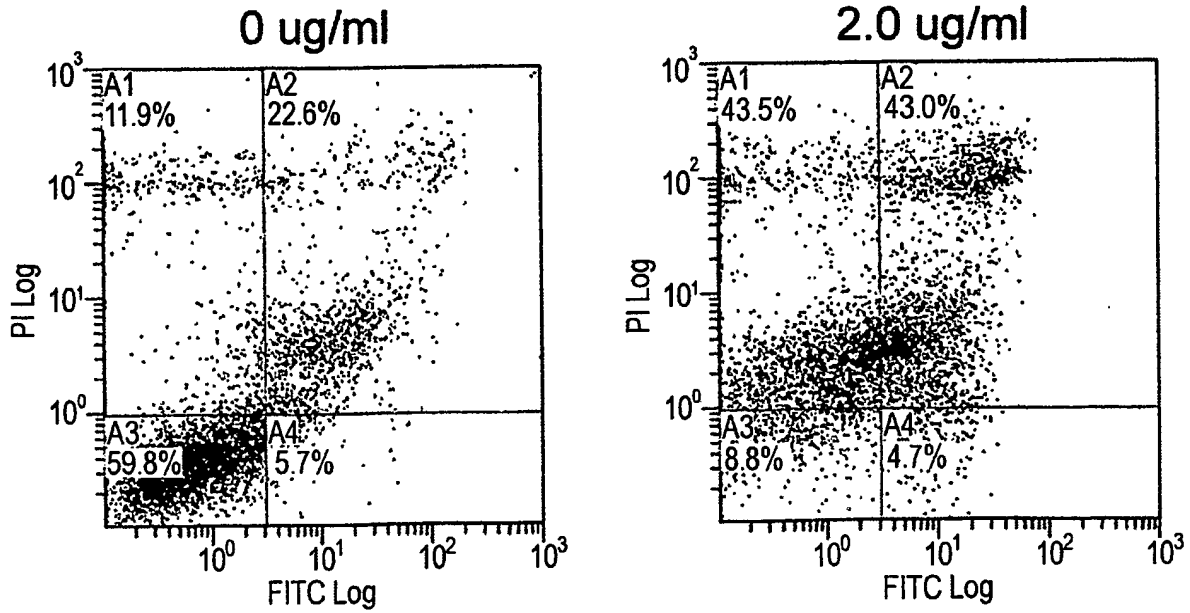 0 ug/ml
10³
A1
11.9%
A2
22.6%
10²
PI Log
10¹
10⁰
A3
59.8%
A4
5.7%
10⁰
10¹
10²
10³
FITC Log
2.0 ug/ml
10³
A1
43.5%
A2
43.0%
10²
PI Log
10¹
10⁰
A3
8.8%
A4
4.7%
10⁰
10¹
10²
10³
FITC Log